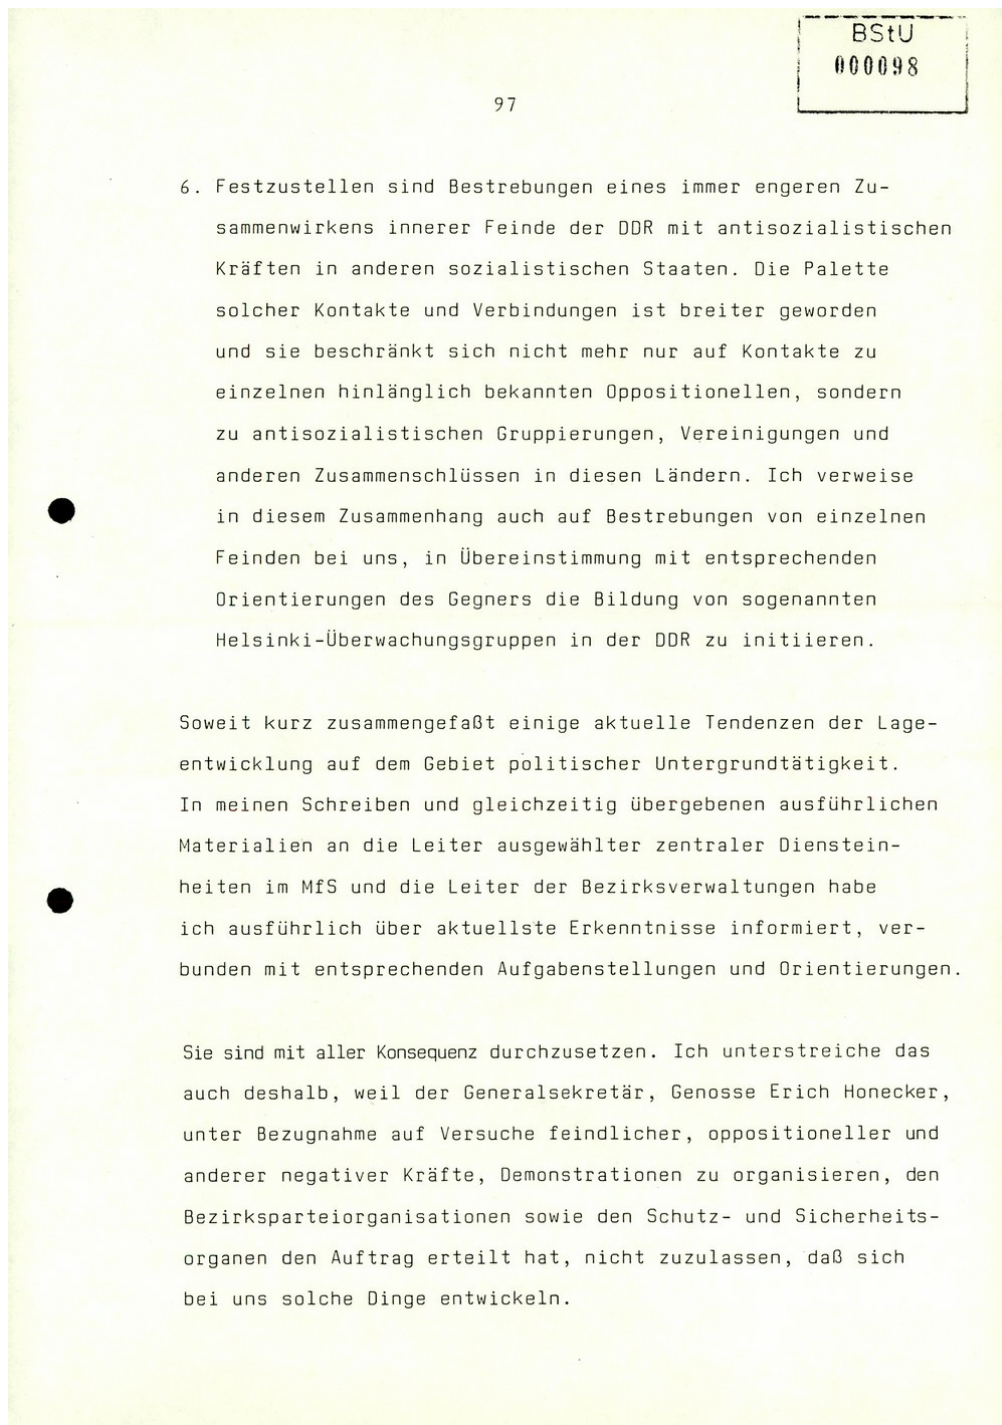 BStU
000098
97
6. Festzustellen sind Bestrebungen eines immer engeren Zu-
sammenwirkens innerer Feinde der DDR mit antisozialistischen
Kräften in anderen sozialistischen Staaten. Die Palette
solcher Kontakte und Verbindungen ist breiter geworden
und sie beschränkt sich nicht mehr nur auf Kontakte zu
einzelnen hinlänglich bekannten Oppositionellen, sondern
zu antisozialistischen Gruppierungen, Vereinigungen und
anderen Zusammenschlüssen in diesen Ländern. Ich verweise
in diesem Zusammenhang auch auf Bestrebungen von einzelnen
Feinden bei uns, in Übereinstimmung mit entsprechenden
Orientierungen des Gegners die Bildung von sogenannten
Helsinki-Überwachungsgruppen in der DDR zu initiieren.
Soweit kurz zusammengefaßt einige aktuelle Tendenzen der Lage-
entwicklung auf dem Gebiet politischer Untergrundtätigkeit.
In meinen Schreiben und gleichzeitig übergebenen ausführlichen
Materialien an die Leiter ausgewählter zentraler Dienstein-
heiten im MfS und die Leiter der Bezirksverwaltungen habe
ich ausführlich über aktuellste Erkenntnisse informiert, ver-
bunden mit entsprechenden Aufgabenstellungen und Orientierungen.
Sie sind mit aller Konsequenz durchzusetzen. Ich unterstreiche das
auch deshalb, weil der Generalsekretär, Genosse Erich Honecker,
unter Bezugnahme auf Versuche feindlicher, oppositioneller und
anderer negativer Kräfte, Demonstrationen zu organisieren, den
Bezirksparteiorganisationen sowie den Schutz- und Sicherheits-
organen den Auftrag erteilt hat, nicht zuzulassen, daß sich
bei uns solche Dinge entwickeln.